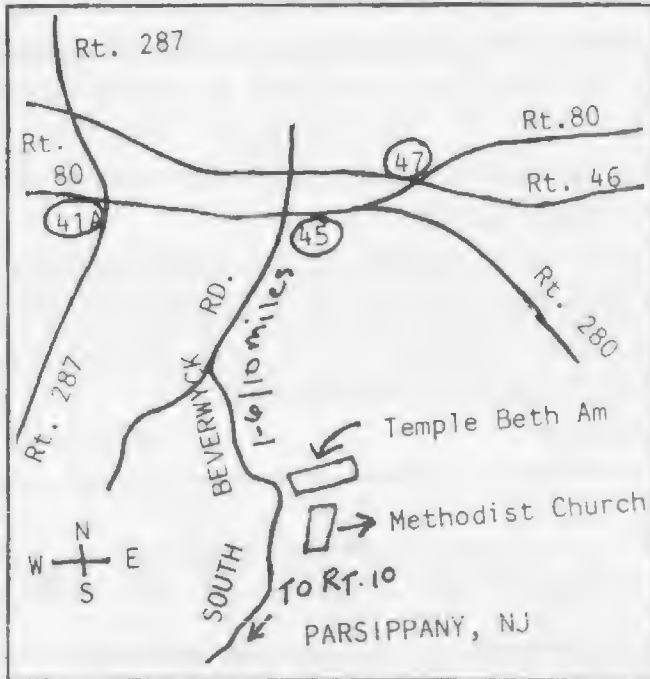 Rt. 287
Rt. 80
Rt.
80
47
Rt. 46
41A
45
Rt. 280
SOUTH BEVERWYCK RD.
1-6/10 miles
Rt. 287
Temple Beth Am
Methodist Church
N
W E
S
TO RT.10
PARSIPPANY, NJ